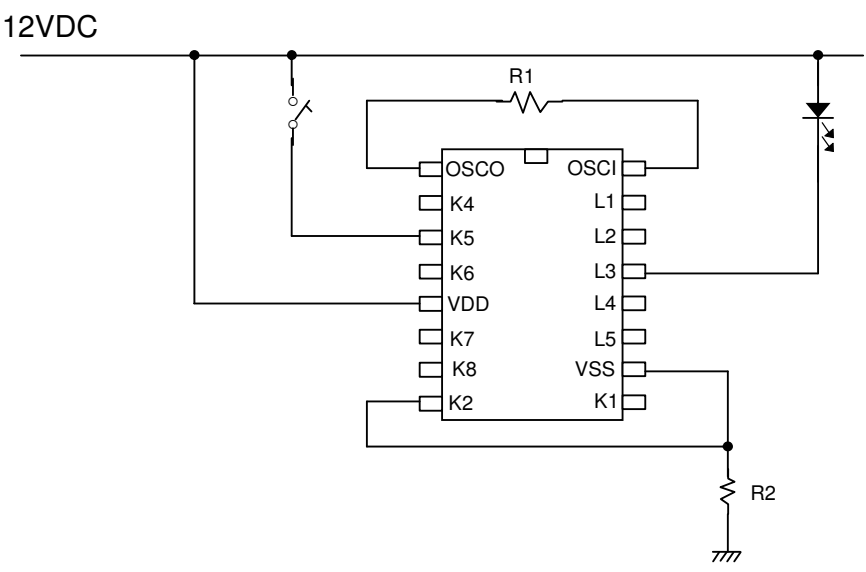 12VDC
R1
OSCO OSCI
K4 L1
K5 L2
K6 L3
VDD L4
K7 L5
K8 VSS
K2 K1
R2